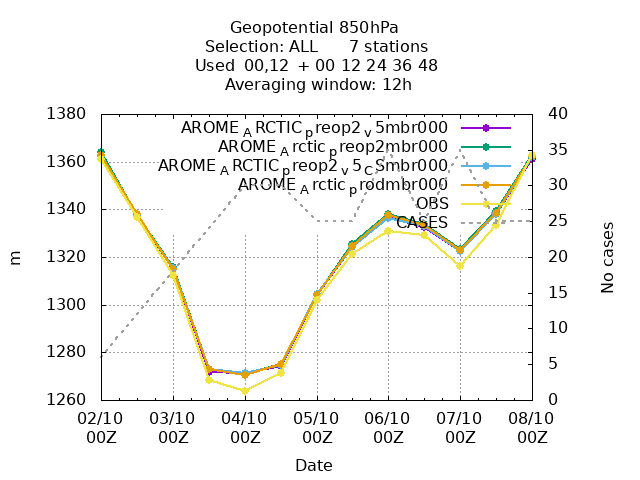 Geopotential 850hPa
Selection: ALL      7 stations
Used  00,12  + 00 12 24 36 48
Averaging window: 12h
AROME_ARCTIC_preop2_v5mbr000
AROME_Arctic_preop2mbr000
AROME_ARCTIC_preop2_v5_CSmbr000
AROME_Arctic_prodmbr000
OBS
CASES
1380
1360
1340
1320
1300
1280
1260
40
35
30
25
20
15
10
5
0
m
No cases
02/10 03/10 04/10 05/10 06/10 07/10 08/10
00Z 00Z 00Z 00Z 00Z 00Z 00Z
Date